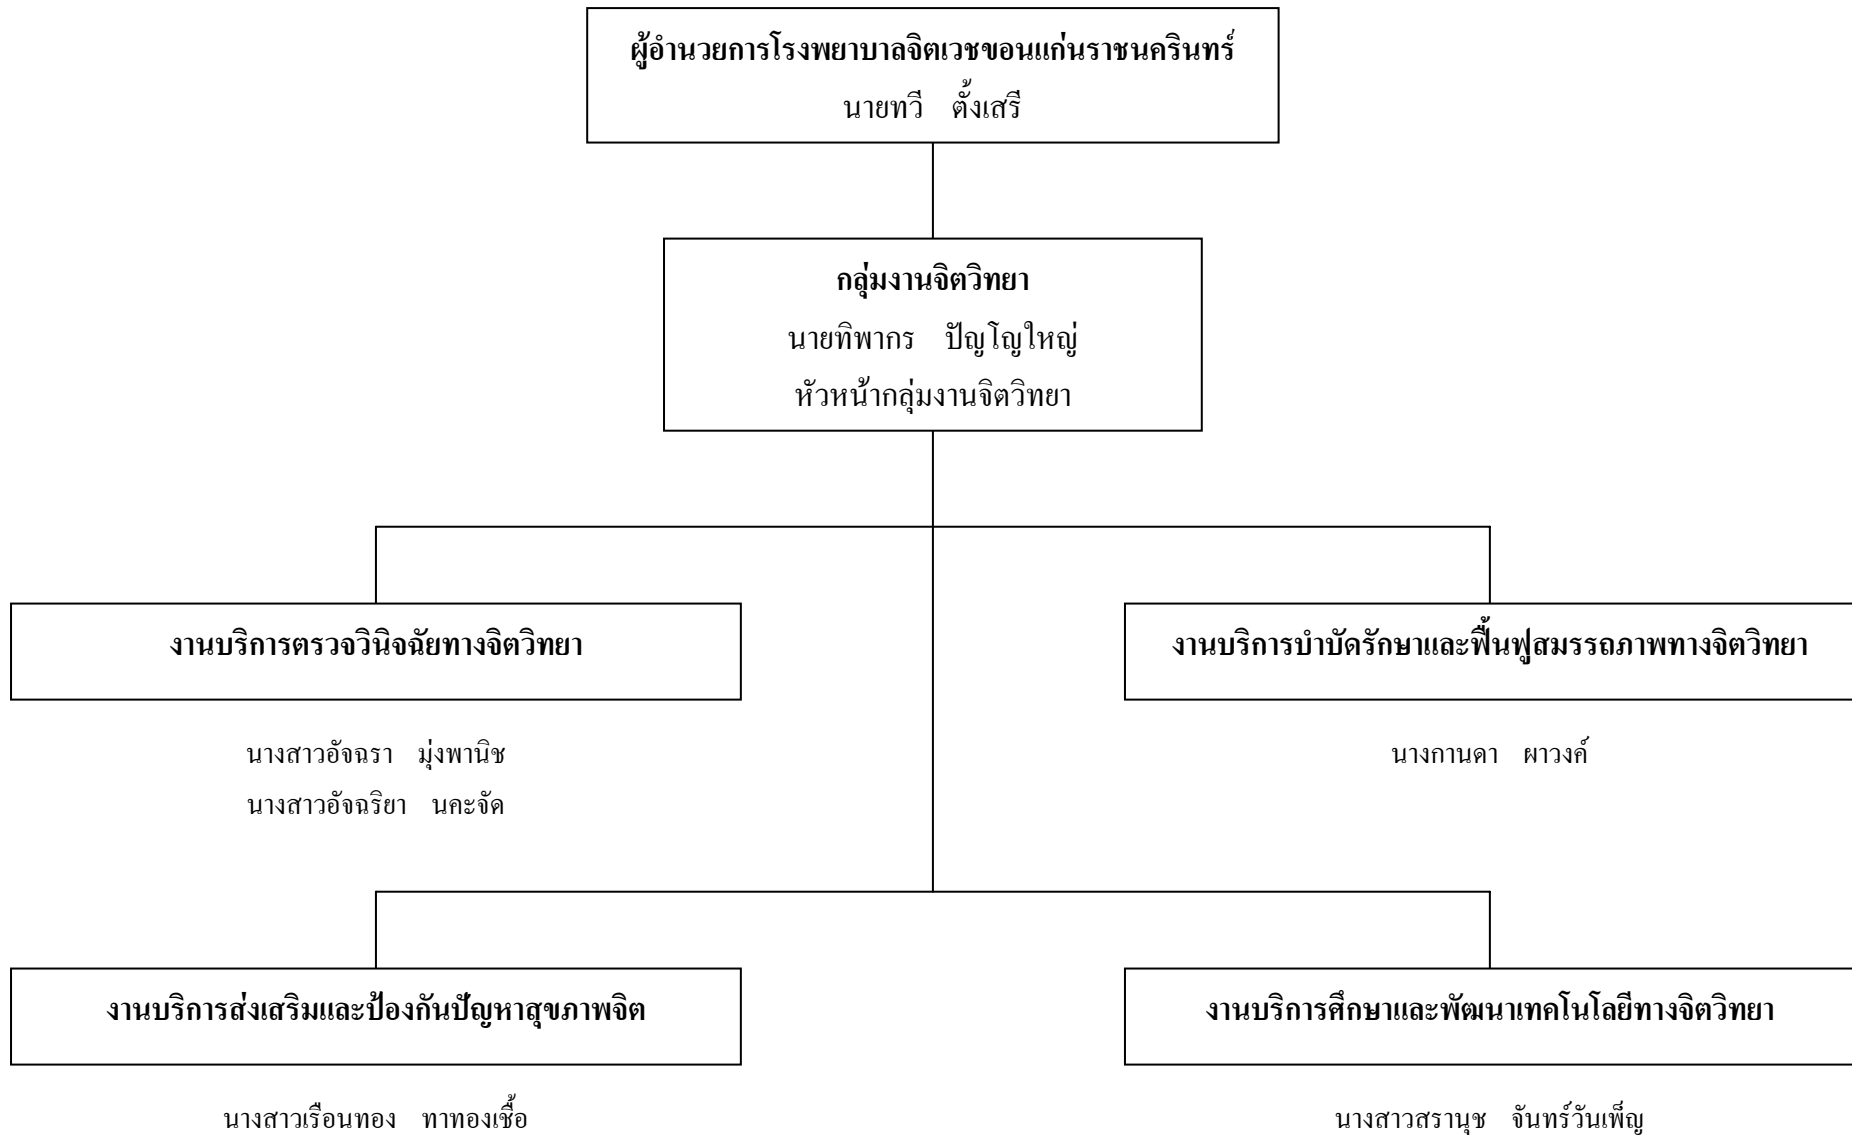 ผู้อำนวยการโรงพยาบาลจิตเวชขอนแก่นราชนครินทร์
นายทวี ตั้งเสรี
กลุ่มงานจิตวิทยา
นายทิพากร ปัญโญใหญ่
หัวหน้ากลุ่มงานจิตวิทยา
งานบริการตรวจวินิจฉัยทางจิตวิทยา
นางสาวอัจฉรา มุ่งพานิช
นางสาวอัจฉริยา นคะจัด
งานบริการบำบัดรักษาและฟื้นฟูสมรรถภาพทางจิตวิทยา
นางกานดา ผาวงค์
งานบริการส่งเสริมและป้องกันปัญหาสุขภาพจิต
นางสาวเรือนทอง ทาทองเชื้อ
งานบริการศึกษาและพัฒนาเทคโนโลยีทางจิตวิทยา
นางสาวสรานุช จันทร์วันเพ็ญ